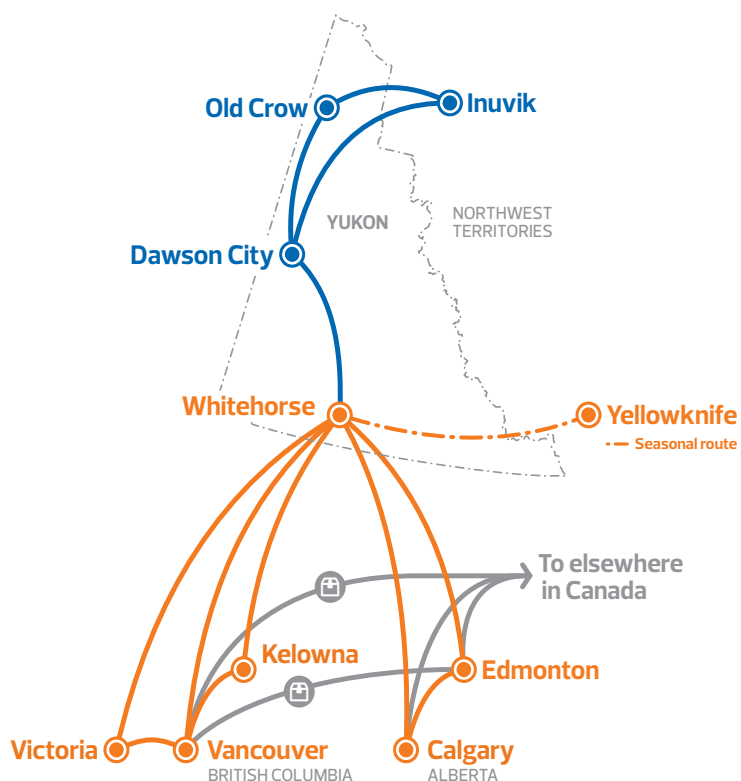 Old Crow
Inuvik
YUKON
NORTHWEST
TERRITORIES
Dawson City
Whitehorse
Yellowknife
Seasonal route
To elsewhere
in Canada
Kelowna
Edmonton
Victoria
Vancouver
BRITISH COLUMBIA
Calgary
ALBERTA